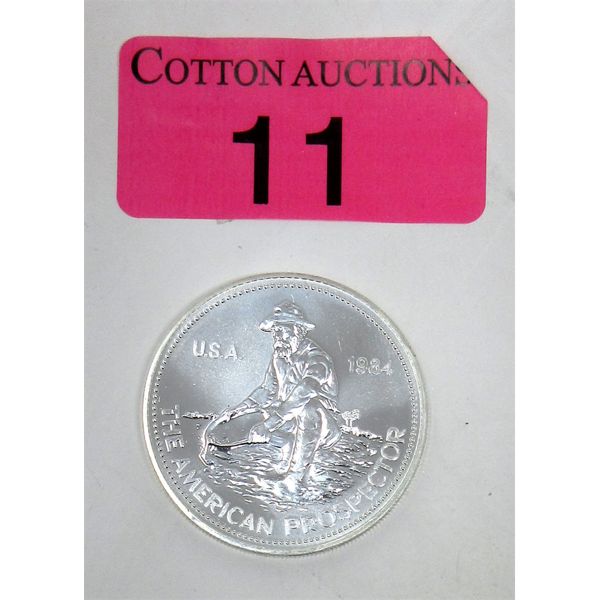 COTTON AUCTIONS
11
U.S.A. 1984
THE AMERICAN PROSPECTOR